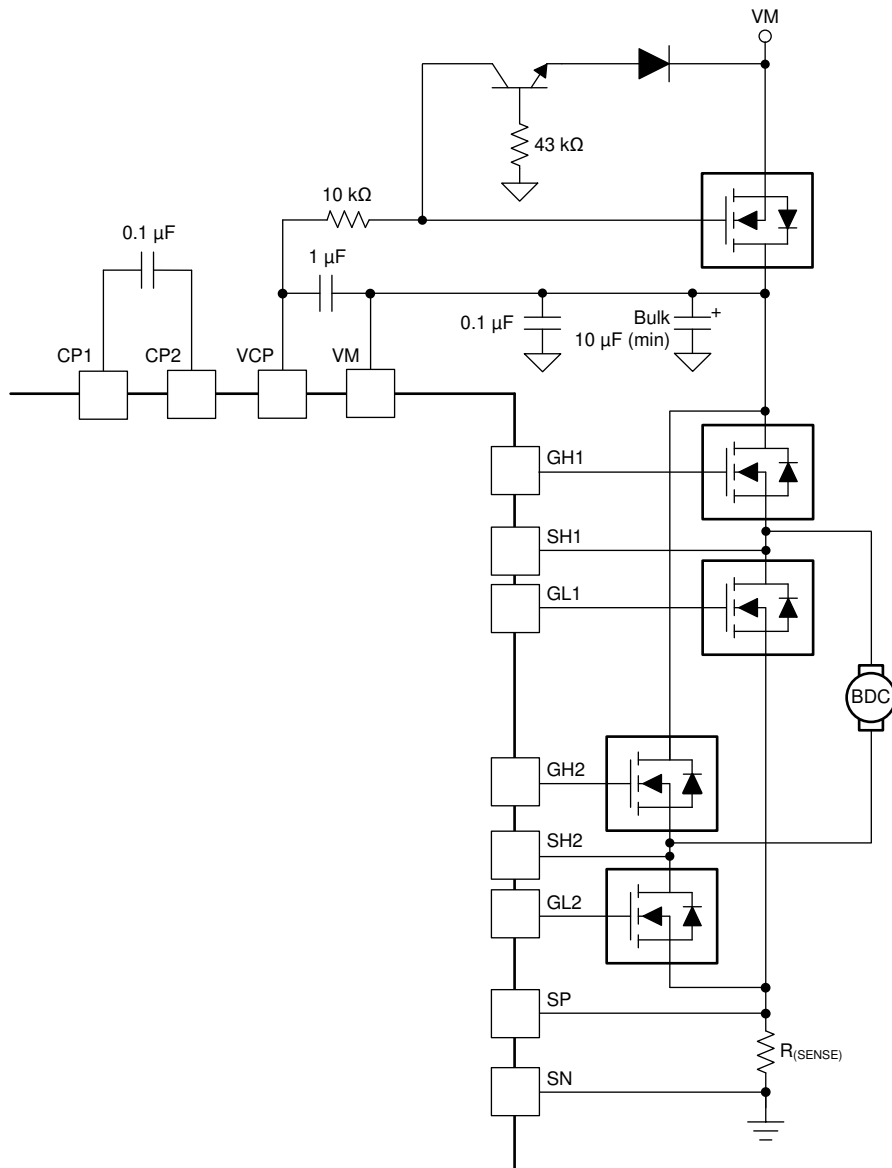 VM
43 kΩ
10 kΩ
0.1 µF
1 µF
0.1 µF
Bulk
10 µF (min)
+
CP1
CP2
VCP
VM
GH1
SH1
GL1
BDC
GH2
SH2
GL2
SP
R(SENSE)
SN